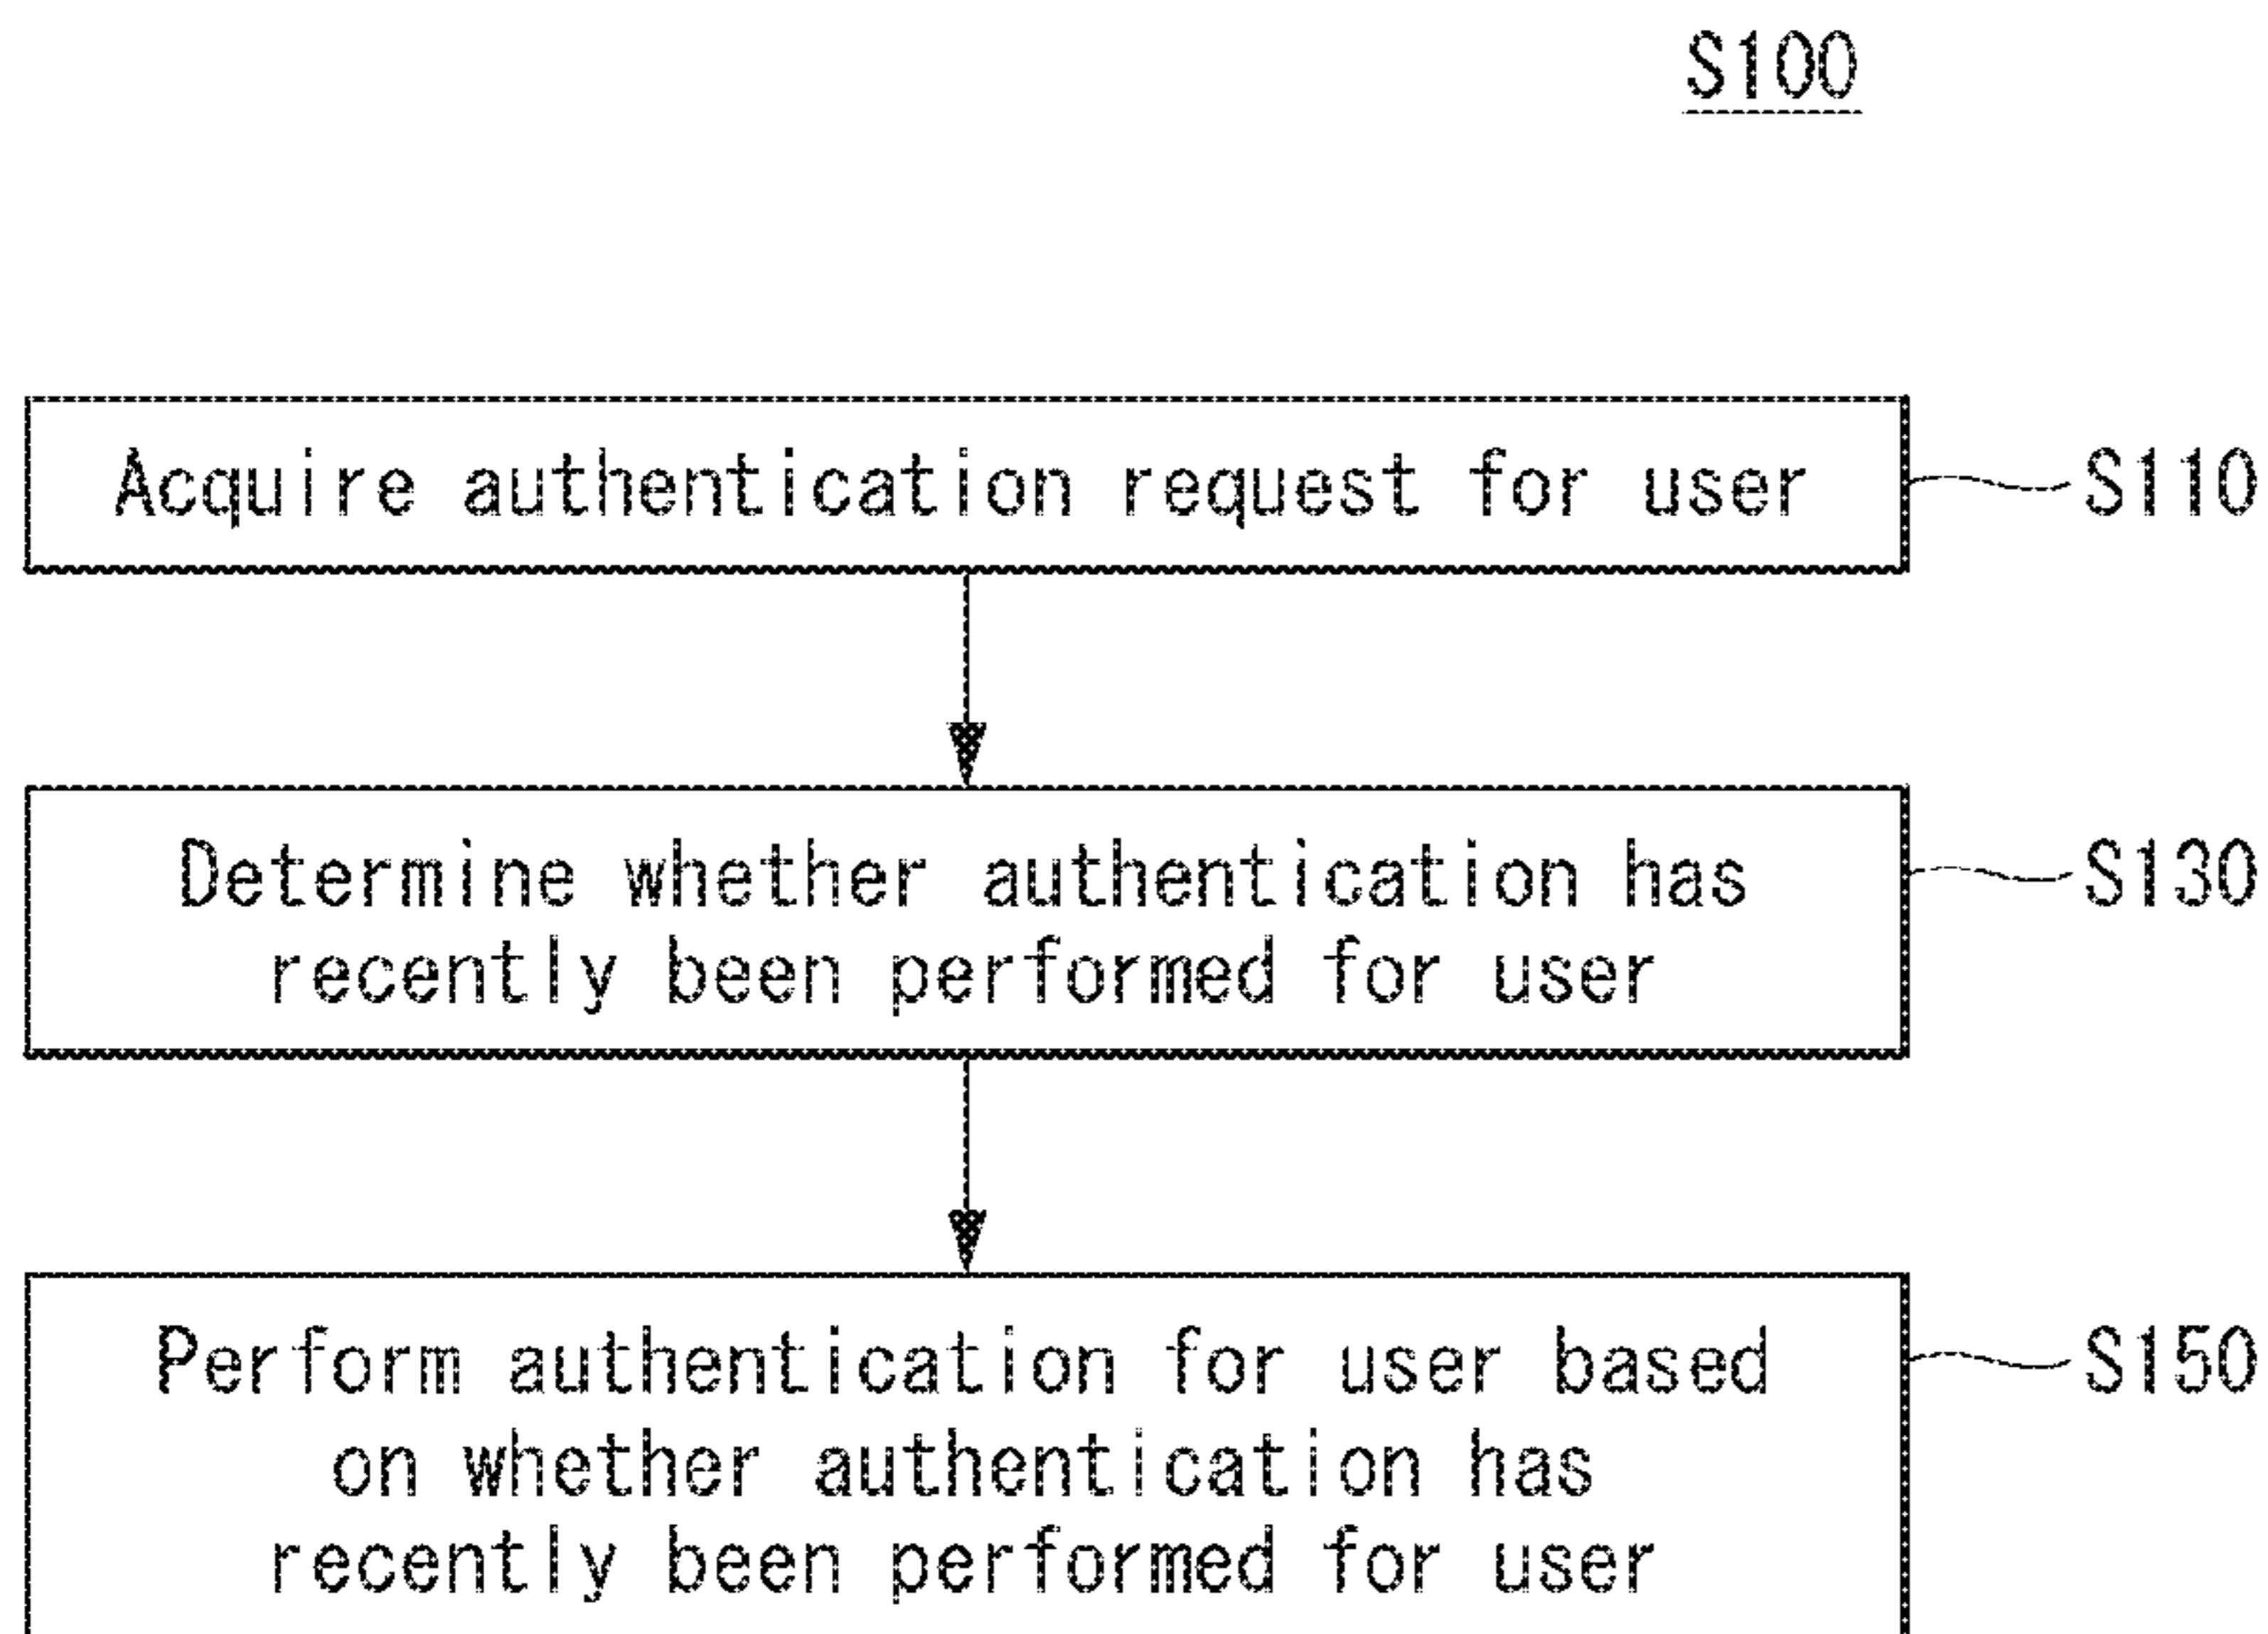 S100
Acquire authentication request for user
S110
Determine whether authentication has
recently been performed for user
S130
Perform authentication for user based
on whether authentication has
recently been performed for user
S150